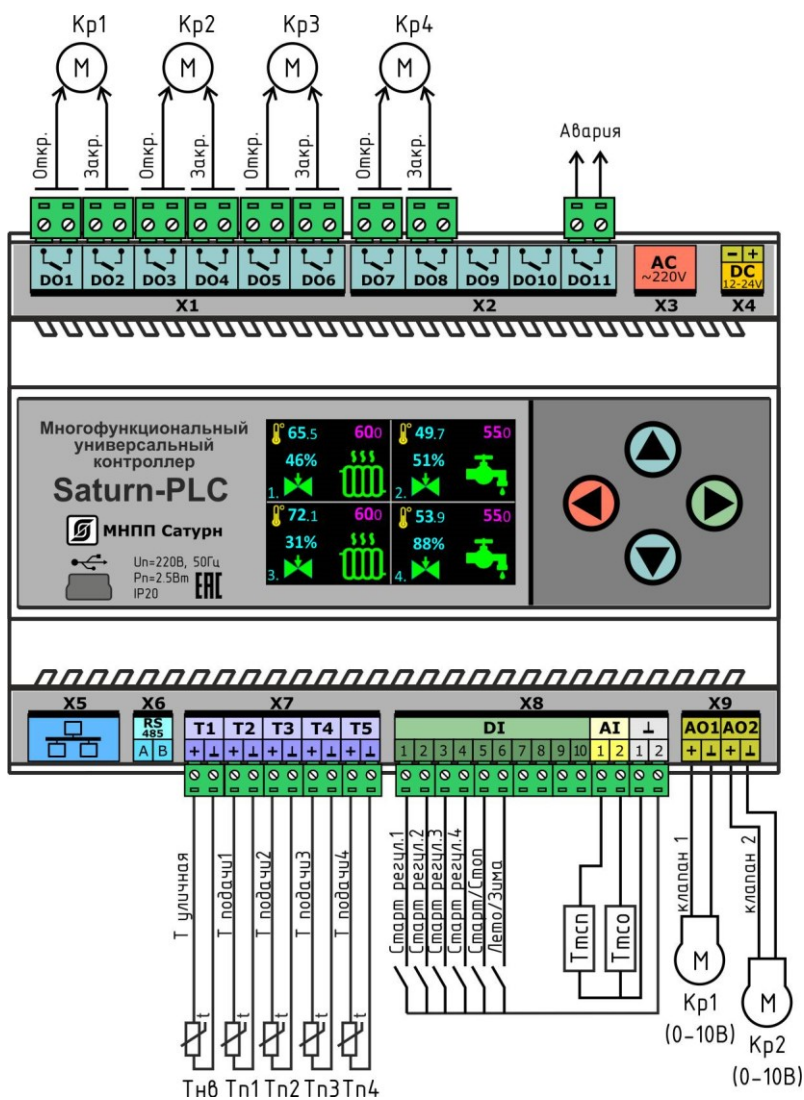 Кр1 Кр2 Кр3 Кр4
М М М М
Авария
Откр. Закр. Откр. Закр. Откр. Закр. Откр. Закр.
DO1 DO2 DO3 DO4 DO5 DO6 DO7 DO8 DO9 DO10 DO11
AC
~220V
– +
DC
12-24V
X1 X2 X3 X4
Многофункциональный
универсальный
контроллер
Saturn-PLC
МНПП Сатурн
Uп=220В, 50Гц
Рп=2.5Вт
IP20
EAC
65.5 60.0
46%
1.
49.7 55.0
51%
2.
72.1 60.0
31%
3.
53.9 55.0
88%
4.
X5 X6 X7 X8 X9
RS
485
A B
T1 T2 T3 T4 T5
+ ⊥ + ⊥ + ⊥ + ⊥ + ⊥
DI AI ⊥
1 2 3 4 5 6 7 8 9 10 1 2 1 2
AO1 AO2
+ ⊥ + ⊥
Т уличная
Т подачи1
Т подачи2
Т подачи3
Т подачи4
Старт регул.1
Старт регул.2
Старт регул.3
Старт регул.4
Старт/Стоп
Лето/Зима
Ттсп
Ттсо
клапан 1
клапан 2
t t t t t
Тнв Тп1 Тп2 Тп3 Тп4
М
Кр1
(0-10В)
М
Кр2
(0-10В)